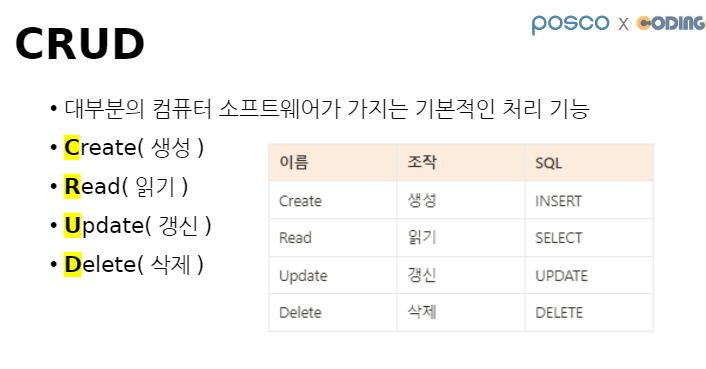 posco x CODING
CRUD
• 대부분의 컴퓨터 소프트웨어가 가지는 기본적인 처리 기능
• Create( 생성 )
• Read( 읽기 )
• Update( 갱신 )
• Delete( 삭제 )
이름 조작 SQL
Create 생성 INSERT
Read 읽기 SELECT
Update 갱신 UPDATE
Delete 삭제 DELETE